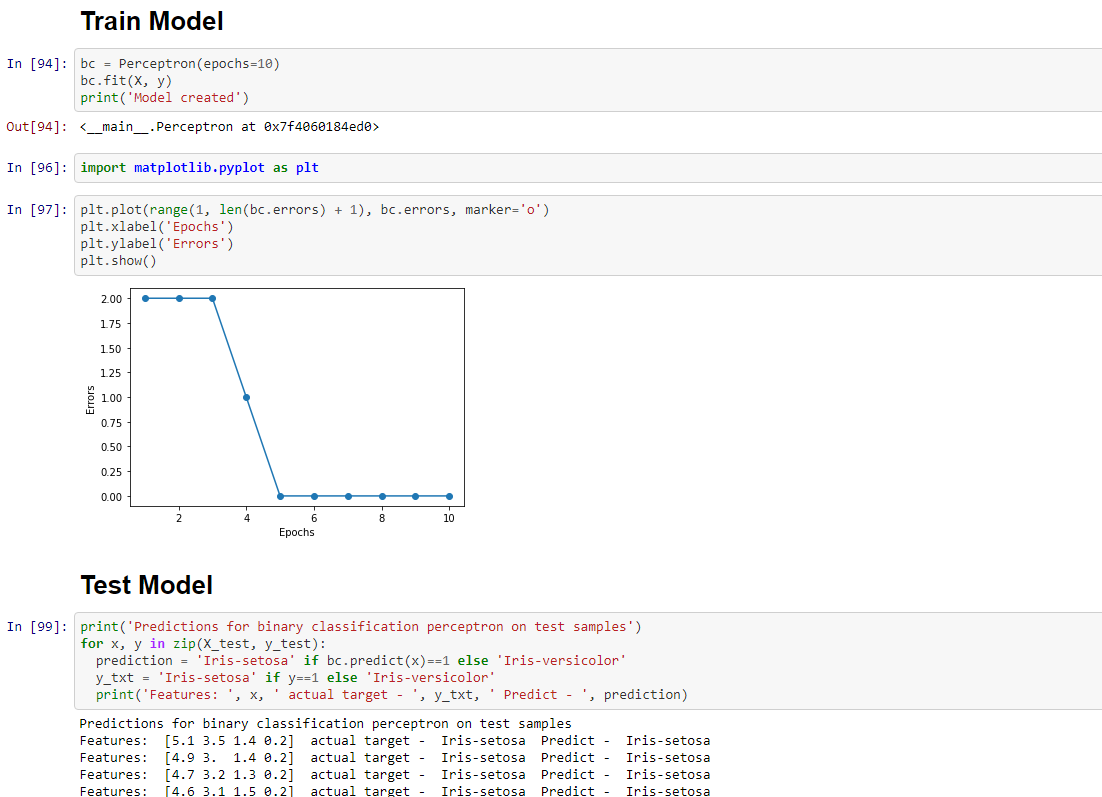 Train Model
In [94]: bc = Perceptron(epochs=10)
bc.fit(X, y)
print('Model created')
Out[94]: <__main__.Perceptron at 0x7f4060184ed0>
In [96]: import matplotlib.pyplot as plt
In [97]: plt.plot(range(1, len(bc.errors) + 1), bc.errors, marker='o')
plt.xlabel('Epochs')
plt.ylabel('Errors')
plt.show()
2.00
1.75
1.50
1.25
1.00
0.75
0.50
0.25
0.00
Errors
2 4 6 8 10
Epochs
Test Model
In [99]: print('Predictions for binary classification perceptron on test samples')
for x, y in zip(X_test, y_test):
  prediction = 'Iris-setosa' if bc.predict(x)==1 else 'Iris-versicolor'
  y_txt = 'Iris-setosa' if y==1 else 'Iris-versicolor'
  print('Features: ', x, ' actual target - ', y_txt, ' Predict - ', prediction)
Predictions for binary classification perceptron on test samples
Features:  [5.1 3.5 1.4 0.2]  actual target -  Iris-setosa  Predict -  Iris-setosa
Features:  [4.9 3.  1.4 0.2]  actual target -  Iris-setosa  Predict -  Iris-setosa
Features:  [4.7 3.2 1.3 0.2]  actual target -  Iris-setosa  Predict -  Iris-setosa
Features:  [4.6 3.1 1.5 0.2]  actual target -  Iris-setosa  Predict -  Iris-setosa